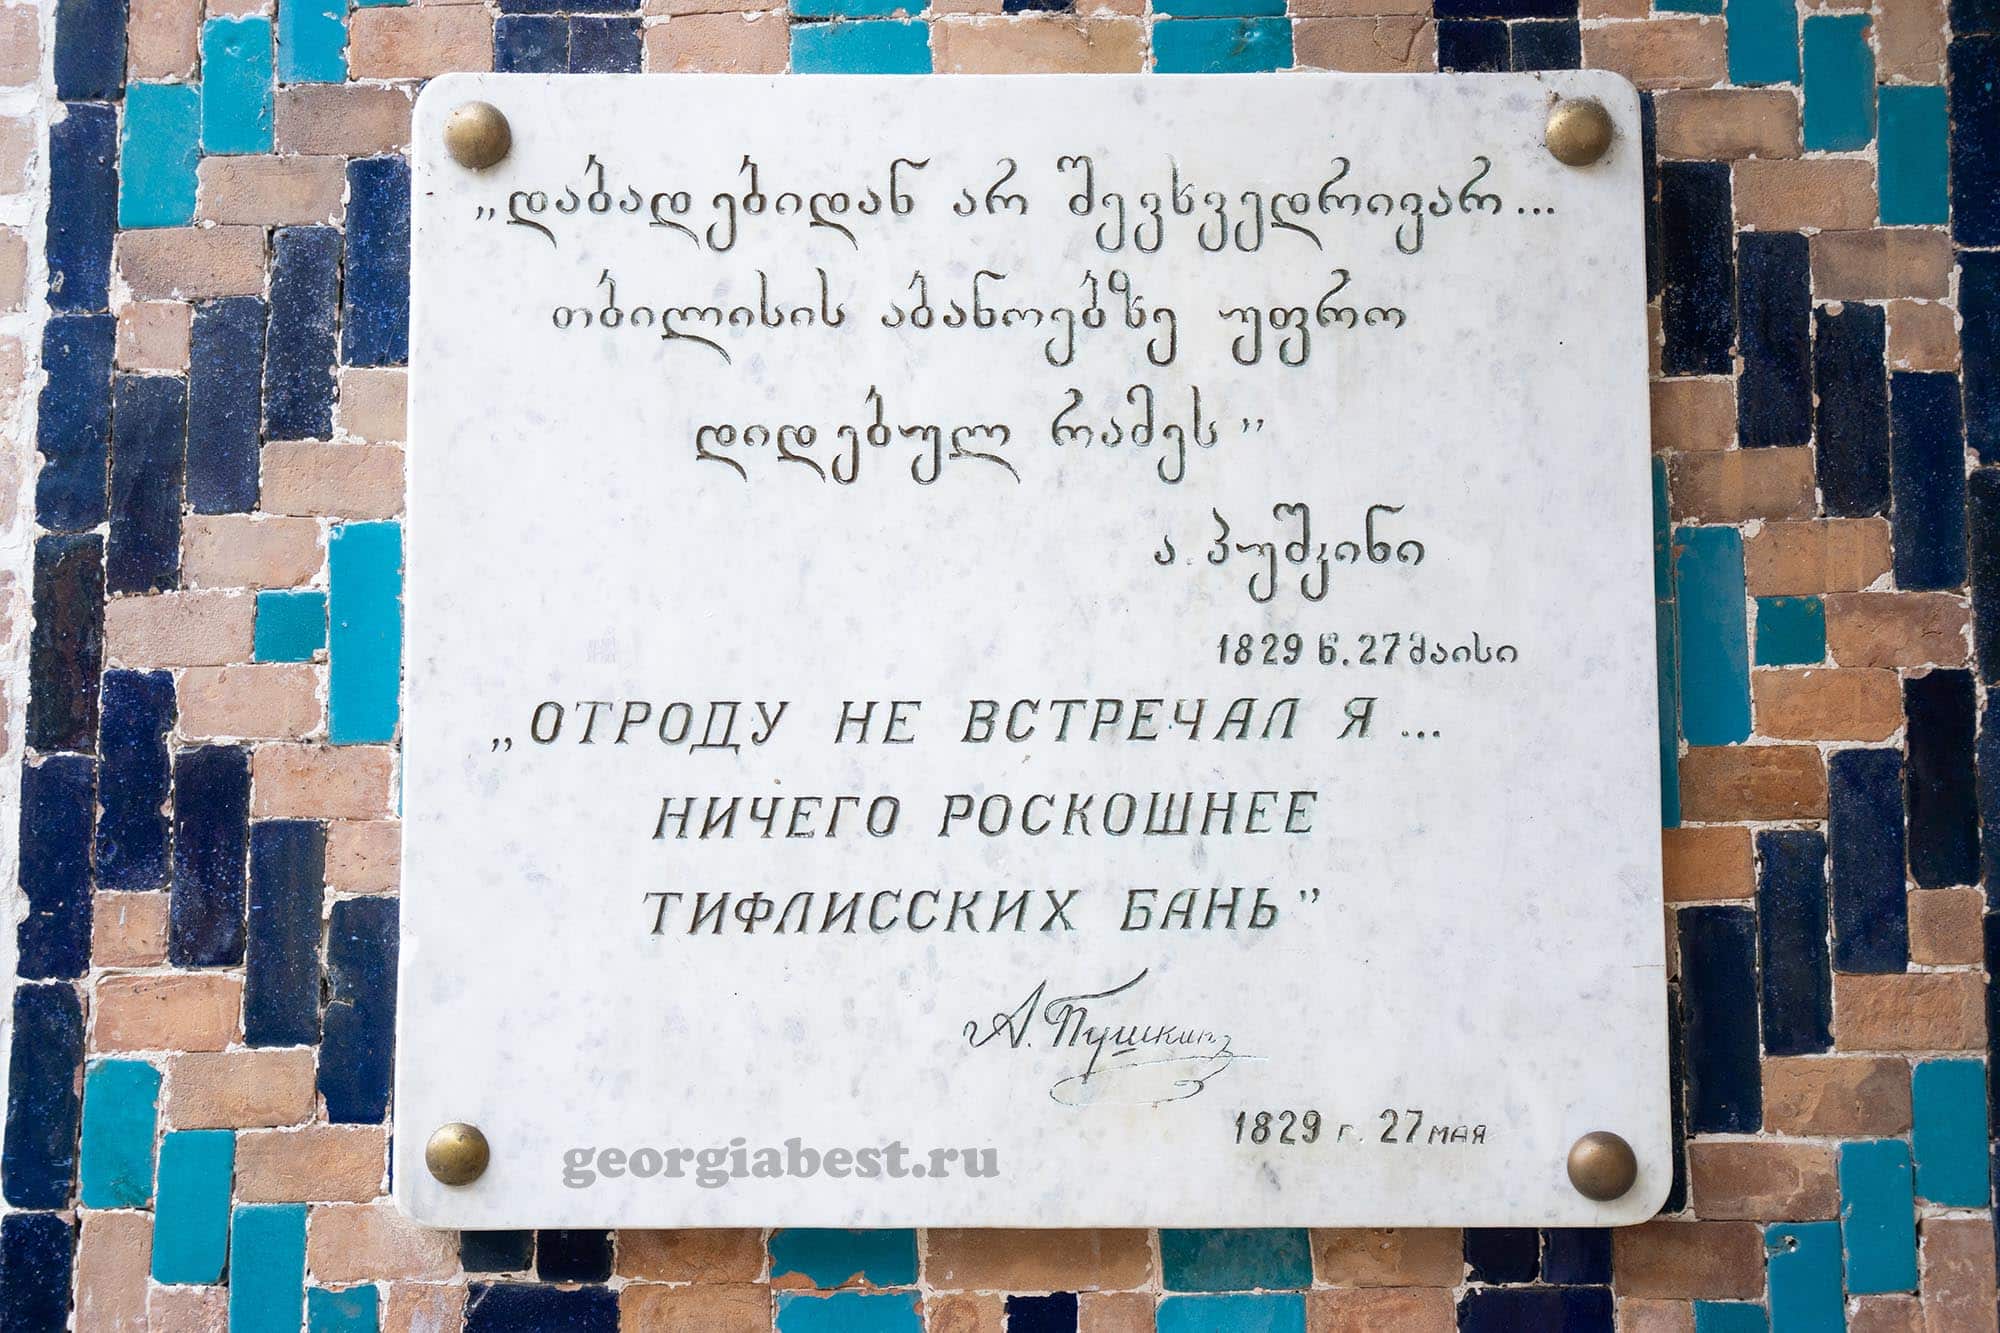 „დაბადებიდან არ შევხვედრივარ...
თბილისის აბანოებზე უფრო
დიდებულ რამეს”
ა. პუშკინი
1829 წ. 27 მაისი
„ОТРОДУ НЕ ВСТРЕЧАЛ Я...
НИЧЕГО РОСКОШНЕЕ
ТИФЛИССКИХ БАНЬ”
А. Пушкин
1829 г. 27 мая
georgiabest.ru